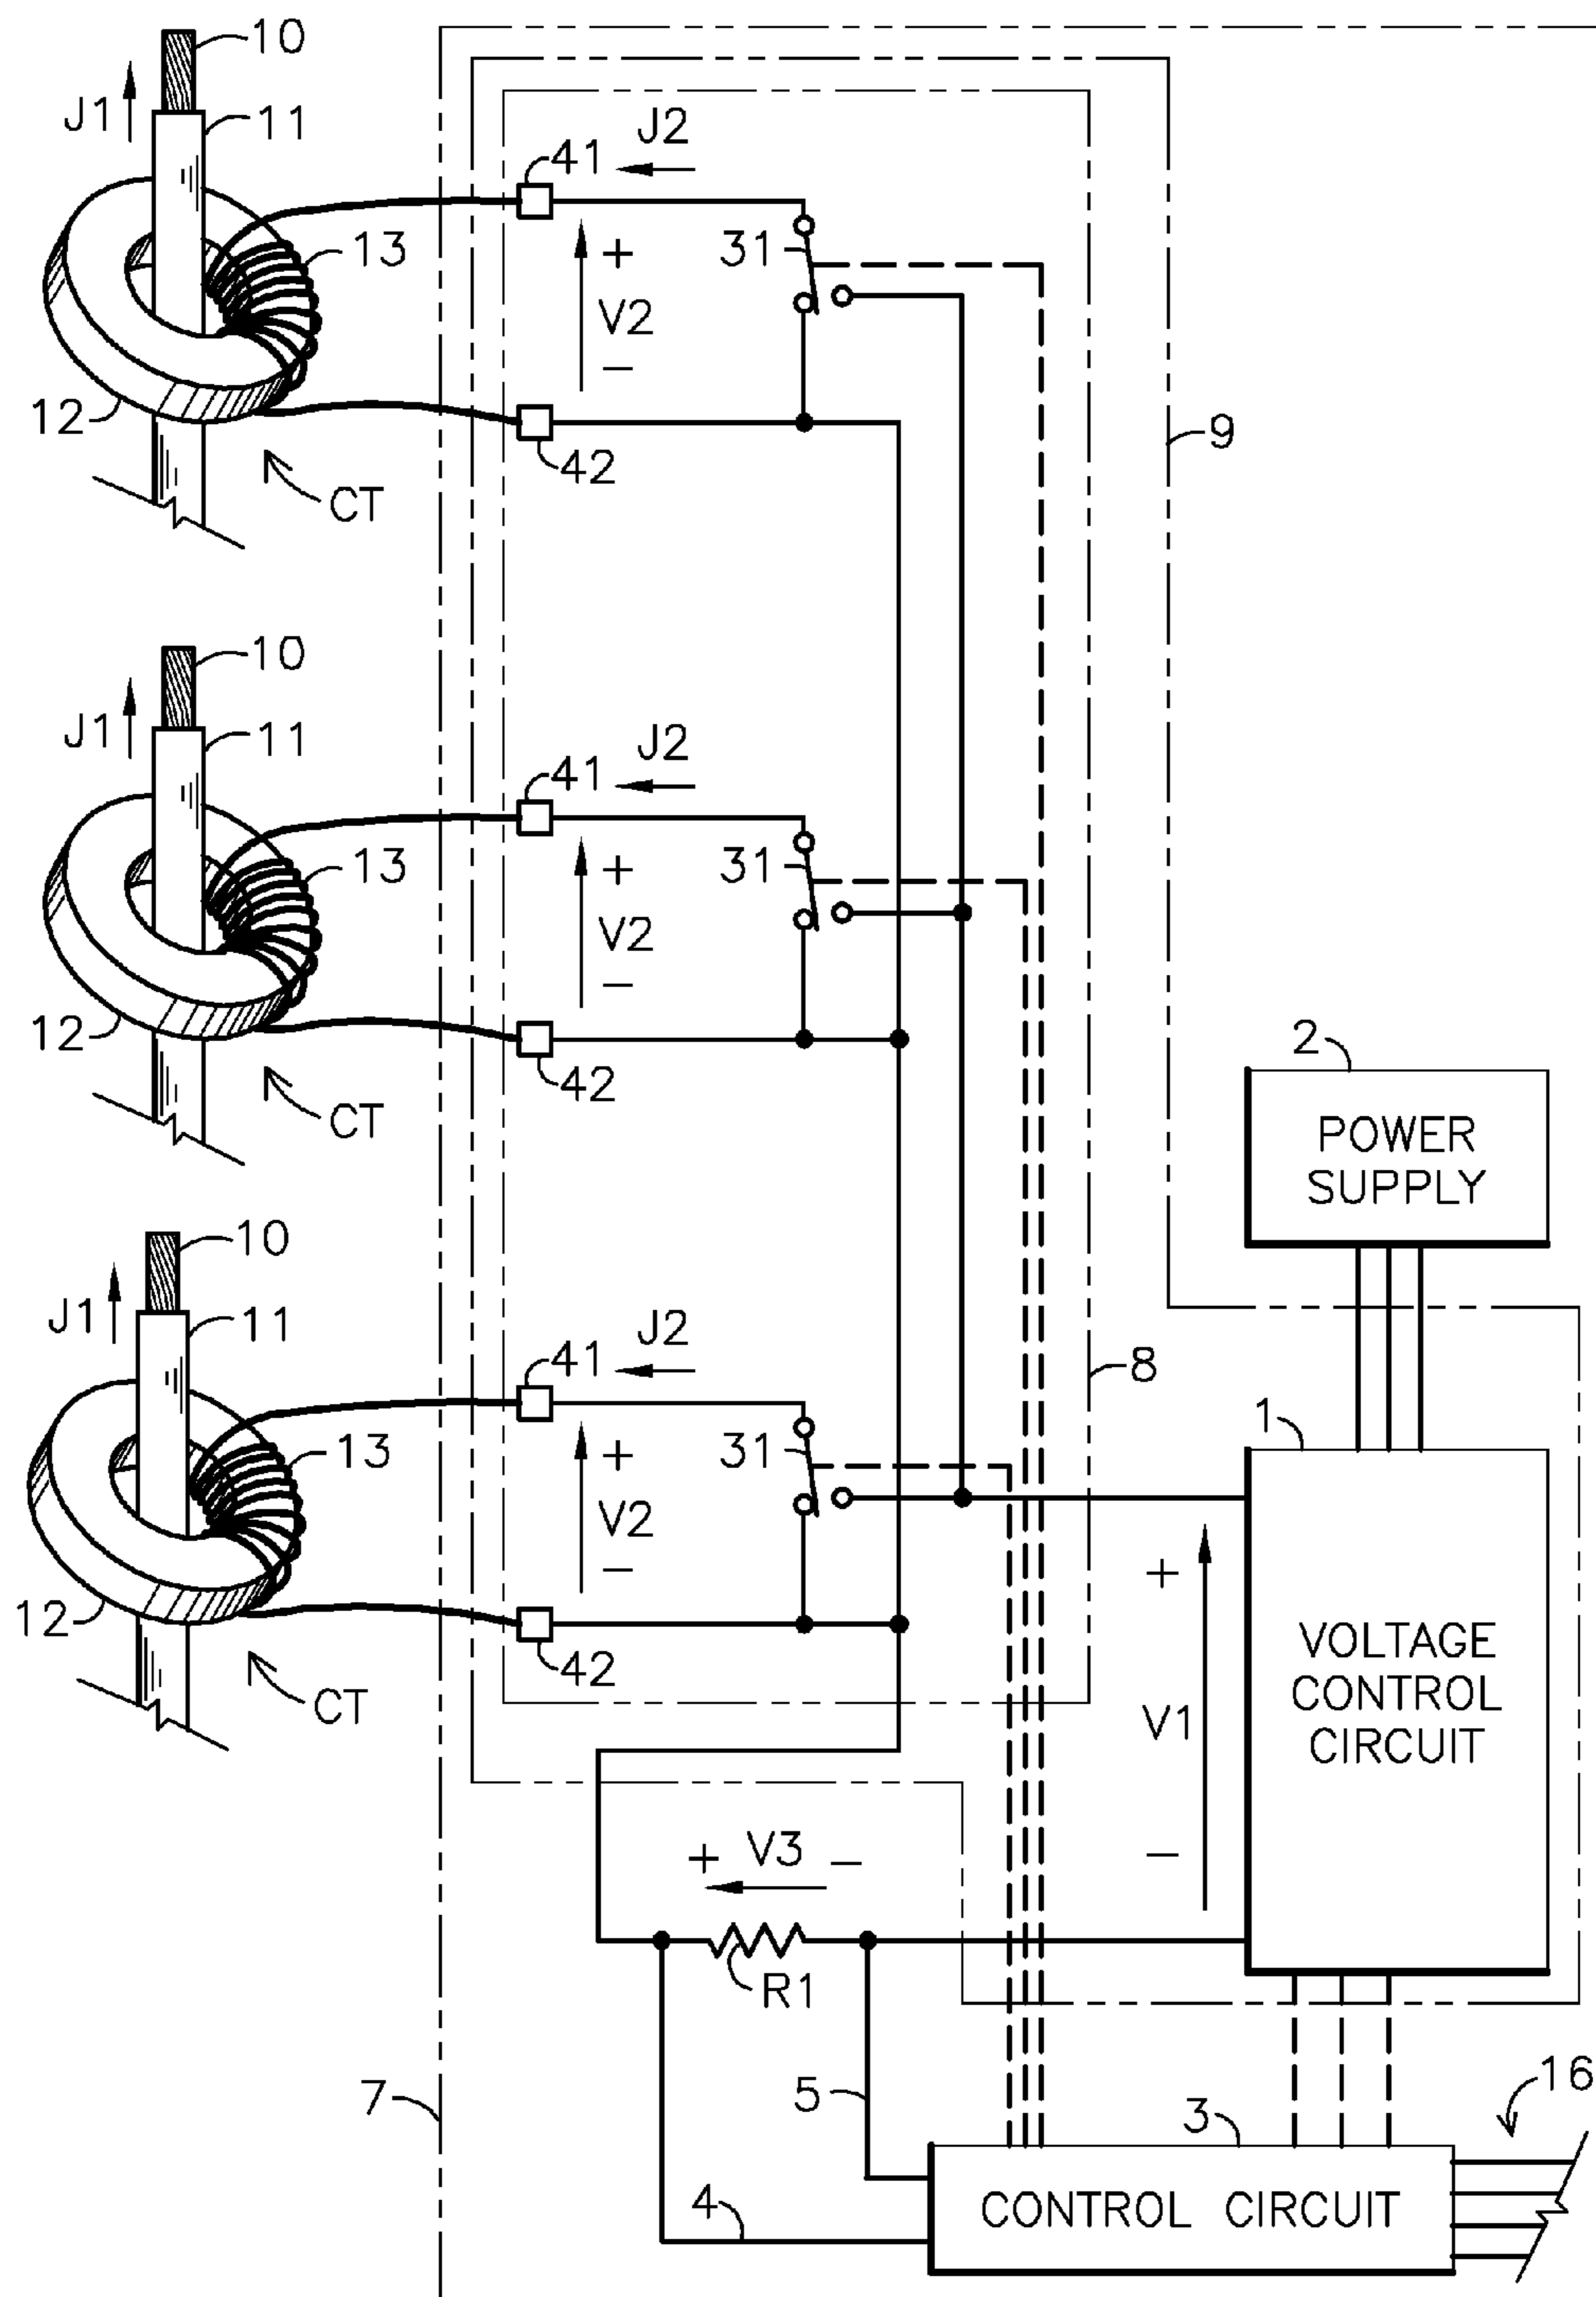 10
J1
11
J2
41
13
31
+
V2
−
12
42
9
CT
10
J1
11
J2
41
13
31
+
V2
−
12
42
2
CT
POWER
SUPPLY
10
J1
11
J2
41
8
1
13
31
+
V2
−
+
12
VOLTAGE
CONTROL
CIRCUIT
42
CT
V1
+ V3 −
−
R1
16
7
5
3
4
CONTROL CIRCUIT